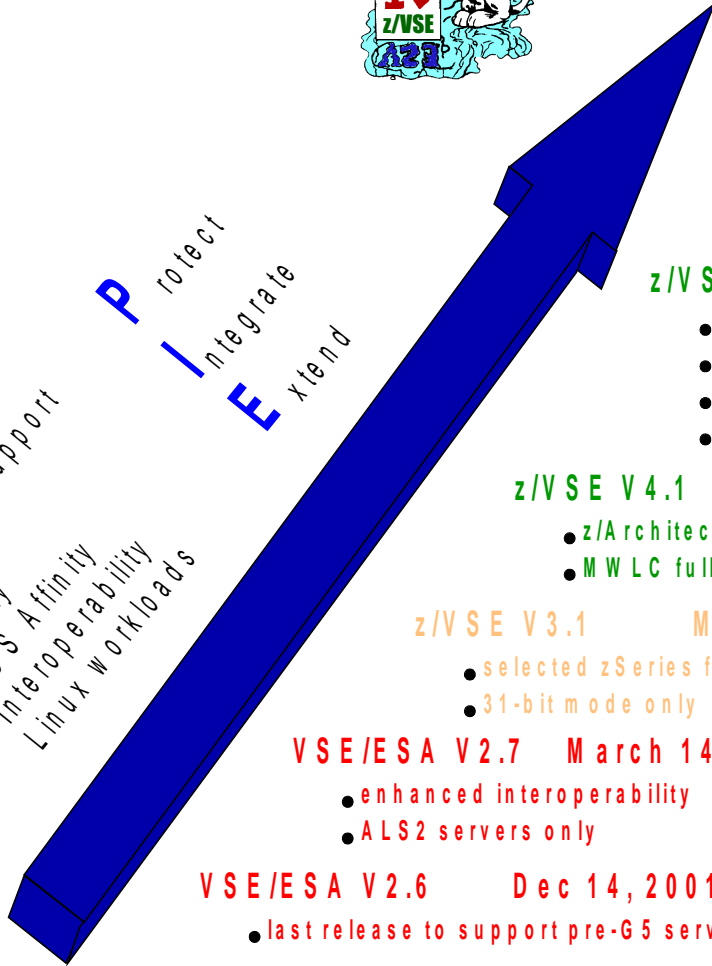 z/VSE
ESV
Protect
Integrate
Extend
z/VS
z/VSE V4.1
z/Architec
MWLC full
z/VSE V3.1 M
selected zSeries f
31-bit mode only
VSE/ESA V2.7 March 14
enhanced interoperability
ALS2 servers only
VSE/ESA V2.6 Dec 14, 2001
last release to support pre-G5 serv
pport
y
S Affinity
Interoperability
Linux workloads